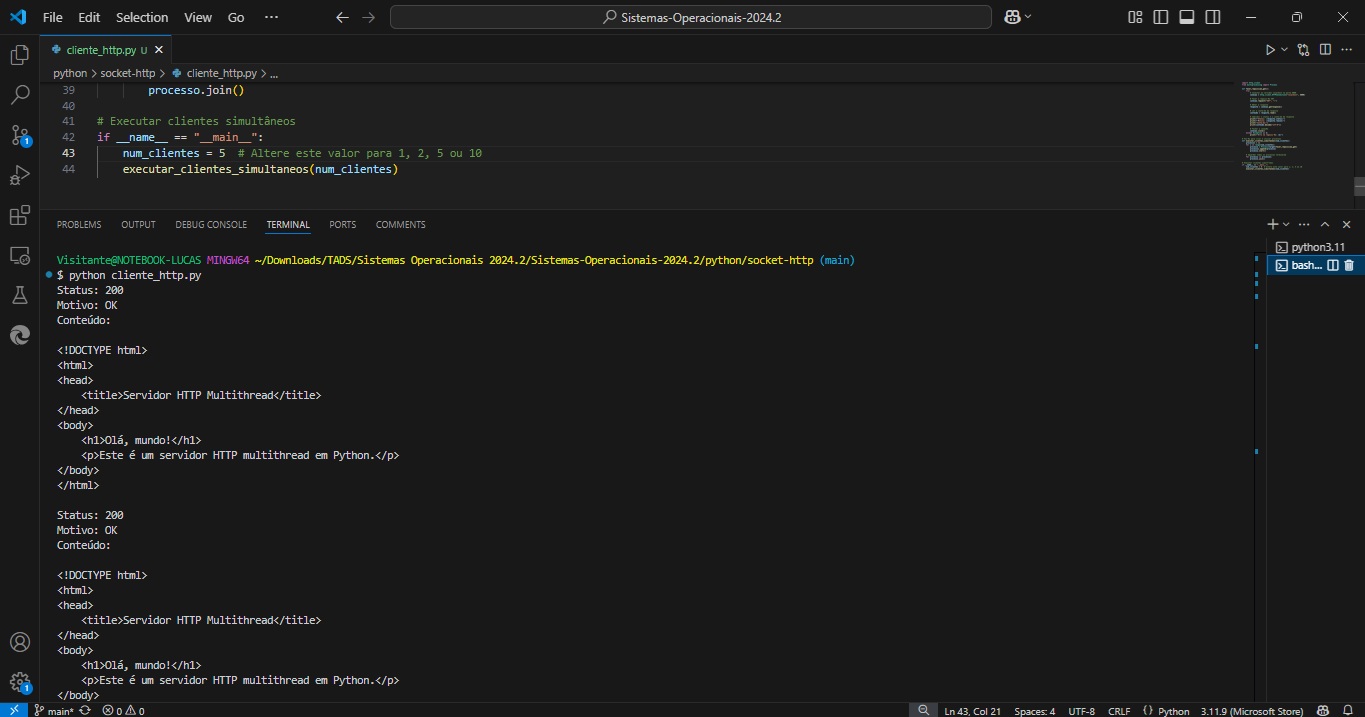 File Edit Selection View Go ··· Sistemas-Operacionais-2024.2
cliente_http.py U
python > socket-http > cliente_http.py > ...
39 processo.join()
40
41 # Executar clientes simultâneos
42 if __name__ == "__main__":
43 num_clientes = 5 # Altere este valor para 1, 2, 5 ou 10
44 executar_clientes_simultaneos(num_clientes)
PROBLEMS OUTPUT DEBUG CONSOLE TERMINAL PORTS COMMENTS
python3.11
bash...
Visitante@NOTEBOOK-LUCAS MINGW64 ~/Downloads/TADS/Sistemas Operacionais 2024.2/Sistemas-Operacionais-2024.2/python/socket-http (main)
$ python cliente_http.py
Status: 200
Motivo: OK
Conteúdo:
<!DOCTYPE html>
<html>
<head>
<title>Servidor HTTP Multithread</title>
</head>
<body>
<h1>Olá, mundo!</h1>
<p>Este é um servidor HTTP multithread em Python.</p>
</body>
</html>
Status: 200
Motivo: OK
Conteúdo:
<!DOCTYPE html>
<html>
<head>
<title>Servidor HTTP Multithread</title>
</head>
<body>
<h1>Olá, mundo!</h1>
<p>Este é um servidor HTTP multithread em Python.</p>
</body>
1
1
main* 0 0 Ln 43, Col 21 Spaces: 4 UTF-8 CRLF {} Python 3.11.9 (Microsoft Store)